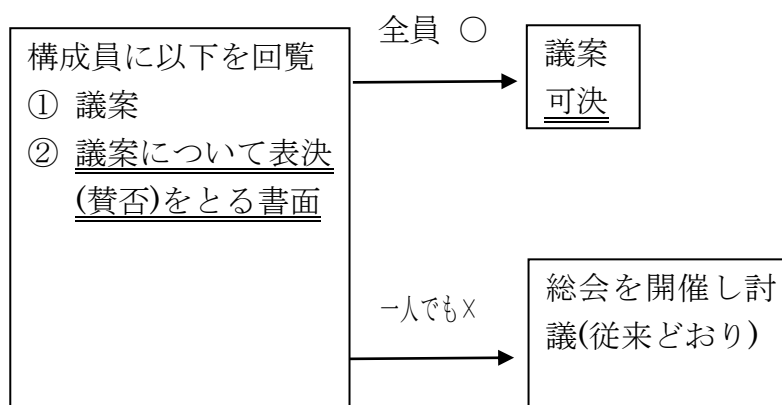 構成員に以下を回覧
① 議案
② 議案について表決
(賛否)をとる書面
全員 ○
議案
可決
一人でも×
総会を開催し討
議(従来どおり)